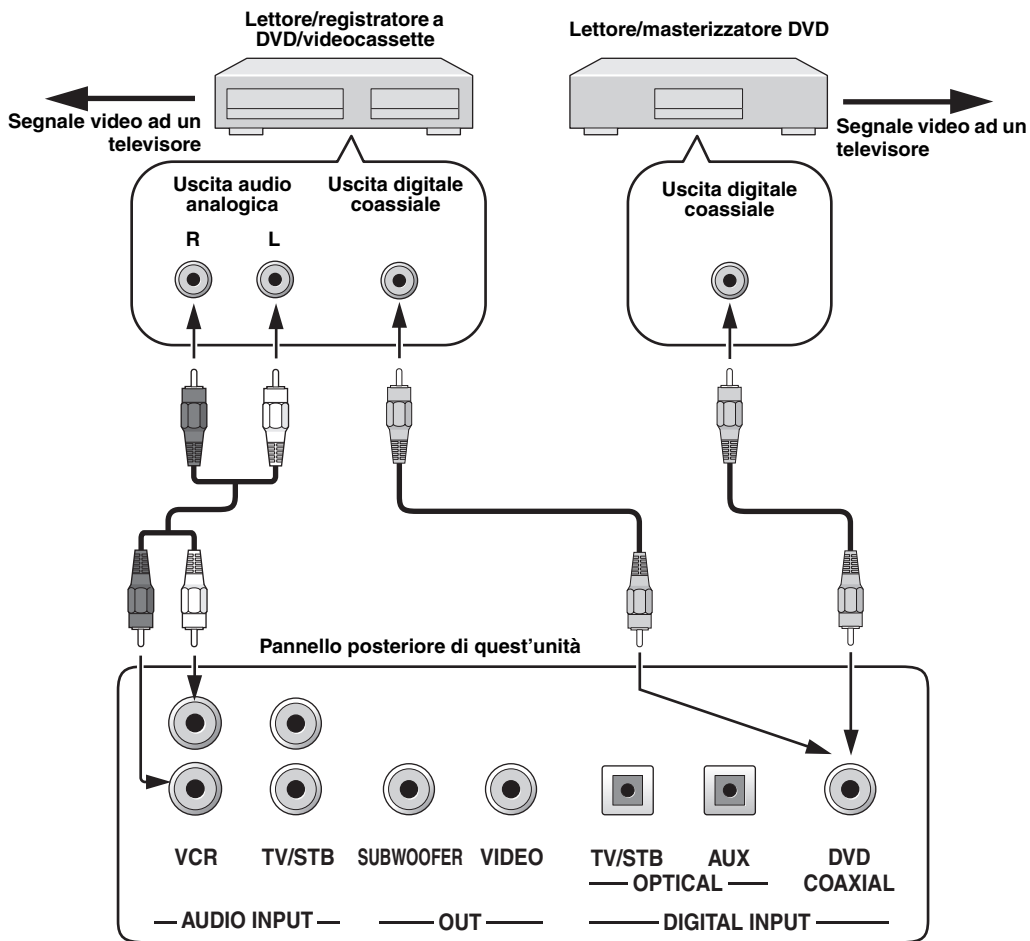 Lettore/registratore a
DVD/videocassette
Lettore/masterizzatore DVD
Segnale video ad un
televisore
Segnale video ad un
televisore
Uscita audio
analogica
Uscita digitale
coassiale
R L
Uscita digitale
coassiale
Pannello posteriore di quest'unità
VCR TV/STB SUBWOOFER VIDEO TV/STB AUX DVD
OPTICAL COAXIAL
AUDIO INPUT OUT DIGITAL INPUT